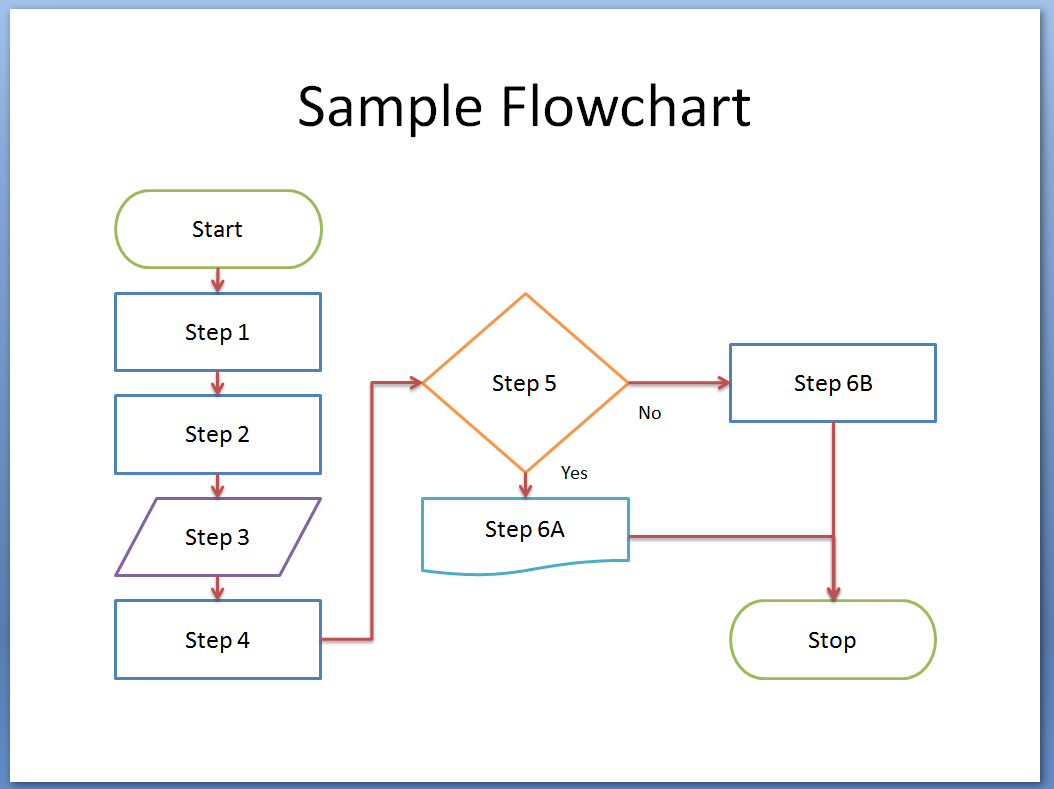 Sample Flowchart
Start
Step 1
Step 2
Step 3
Step 4
Step 5
No
Yes
Step 6A
Step 6B
Stop